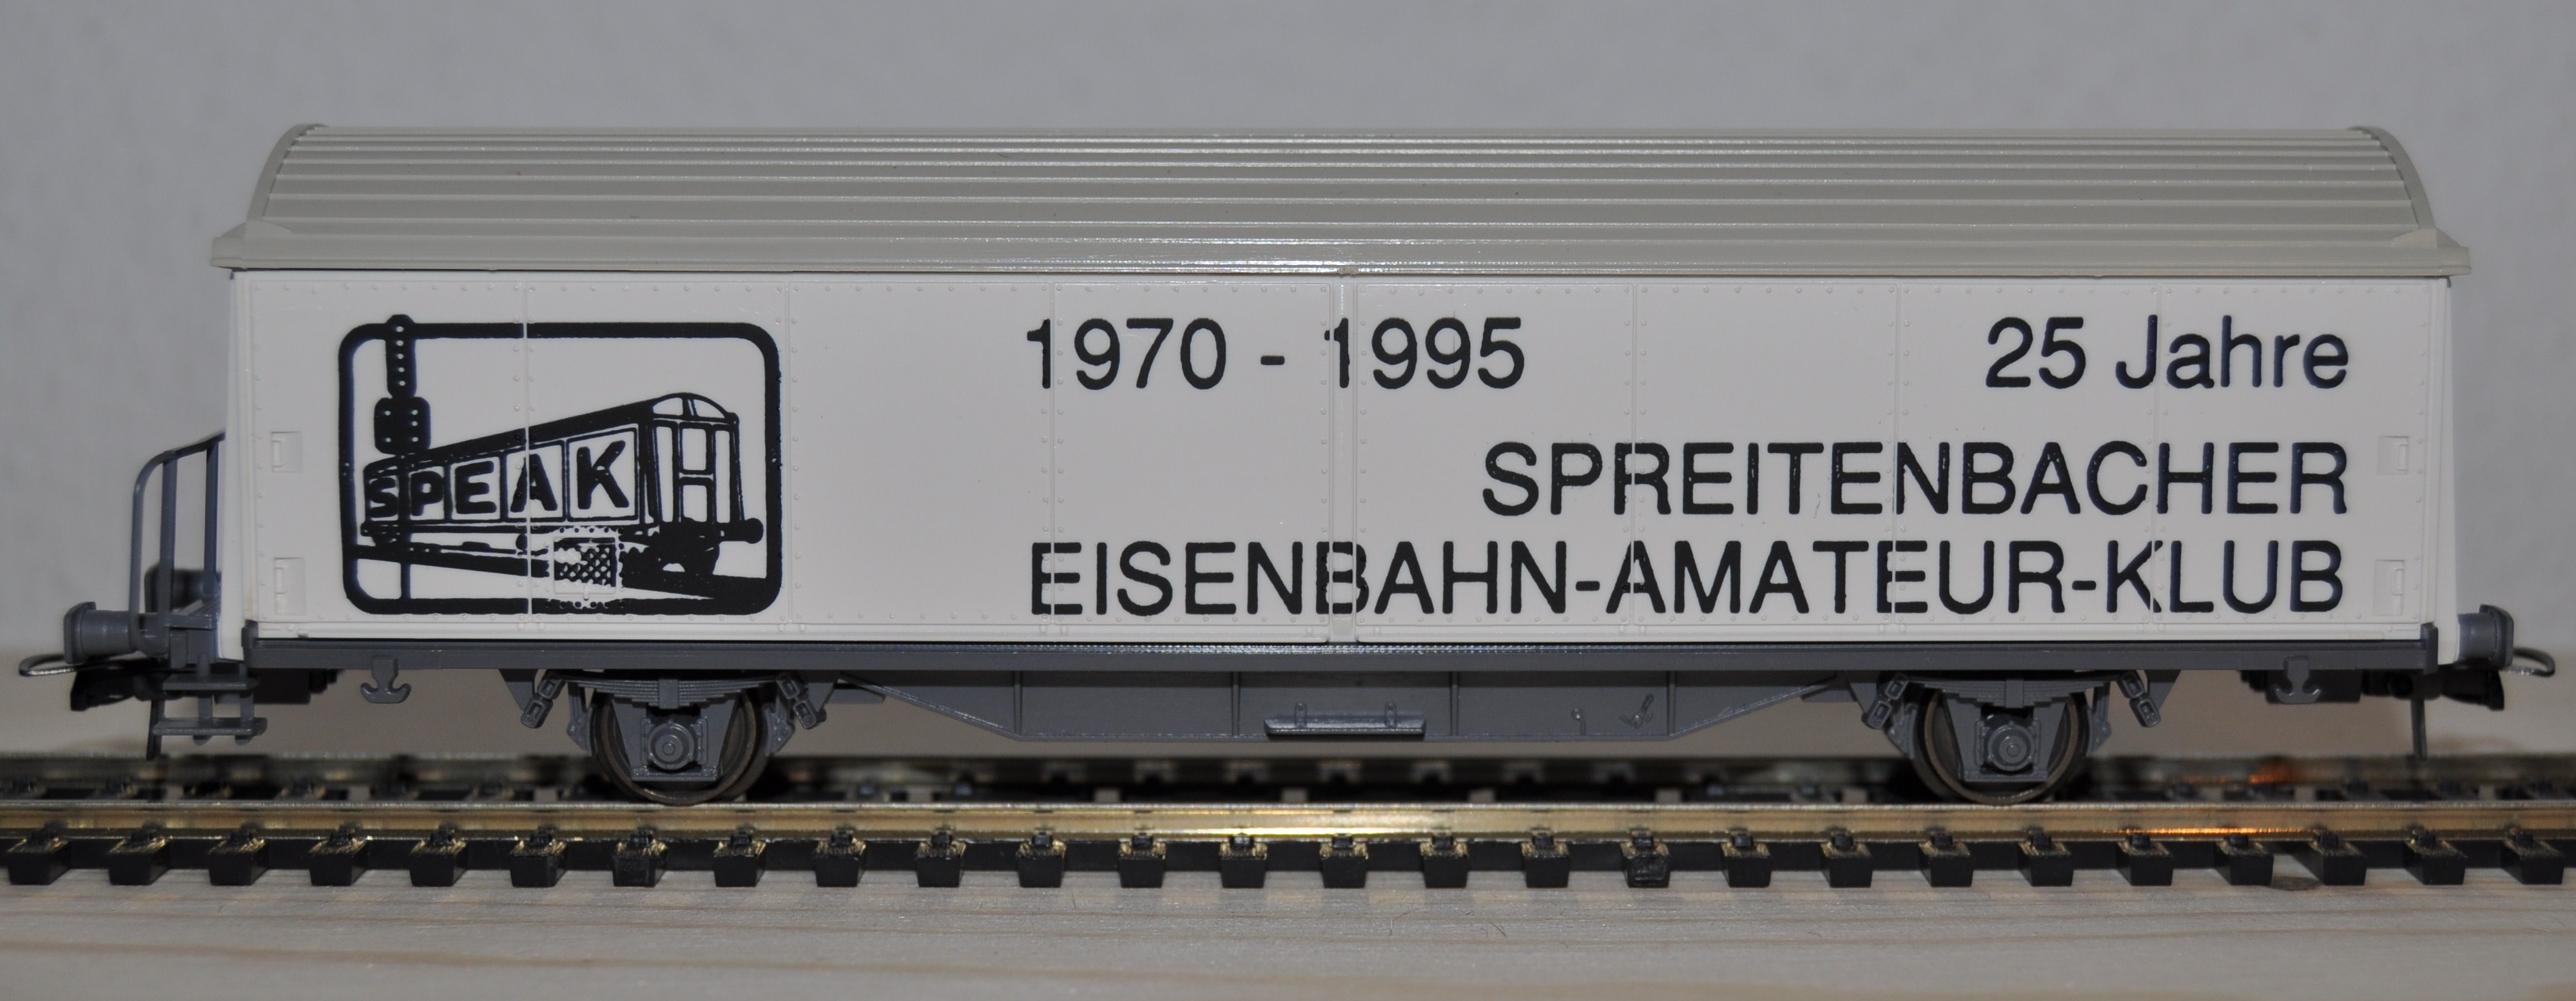 SPEAK
1970 - 1995 25 Jahre
SPREITENBACHER
EISENBAHN-AMATEUR-KLUB